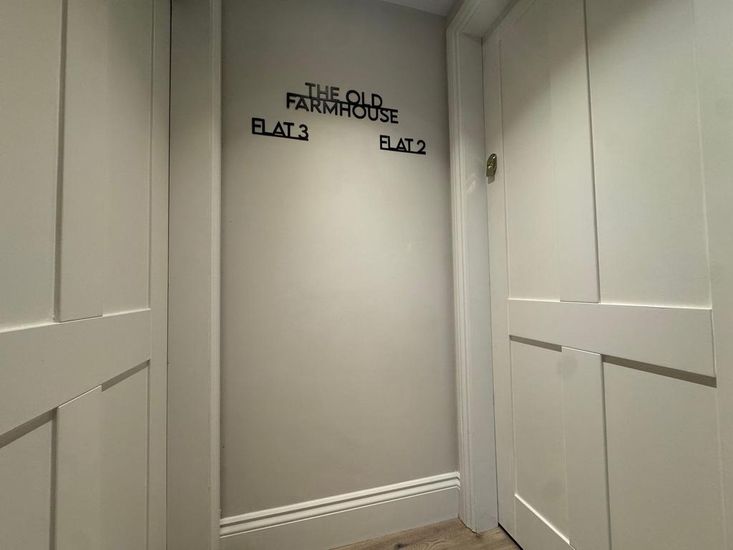 THE OLD
FARMHOUSE
FLAT 3
FLAT 2